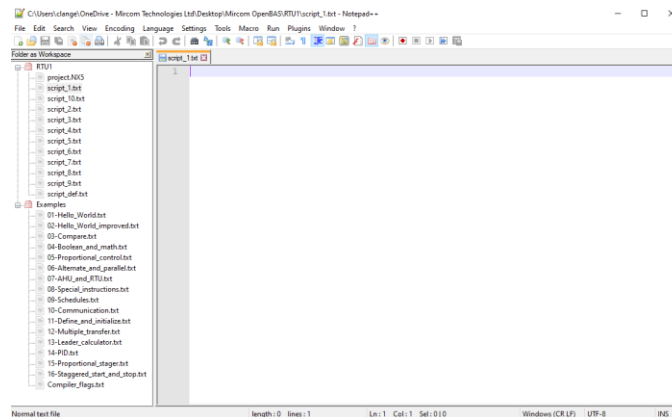 C:\Users\clange\OneDrive - Mircom Technologies Ltd\Desktop\Mircom OpenBAS\RTU1\script_1.txt - Notepad++
File Edit Search View Encoding Language Settings Tools Macro Run Plugins Window ?
Folder as Workspace
script_1.txt
1
RTU1
project.NX5
script_1.txt
script_10.txt
script_2.txt
script_3.txt
script_4.txt
script_5.txt
script_6.txt
script_7.txt
script_8.txt
script_9.txt
script_def.txt
Examples
01-Hello_World.txt
02-Hello_World_improved.txt
03-Compare.txt
04-Boolean_and_math.txt
05-Proportional_control.txt
06-Alternate_and_parallel.txt
07-AHU_and_RTU.txt
08-Special_instructions.txt
09-Schedules.txt
10-Communication.txt
11-Define_and_initialize.txt
12-Multiple_transfer.txt
13-Leader_calculator.txt
14-PID.txt
15-Proportional_stager.txt
16-Staggered_start_and_stop.txt
Compiler_flags.txt
Normal text file length : 0 lines : 1 Ln : 1 Col : 1 Sel : 0 | 0 Windows (CR LF) UTF-8 INS